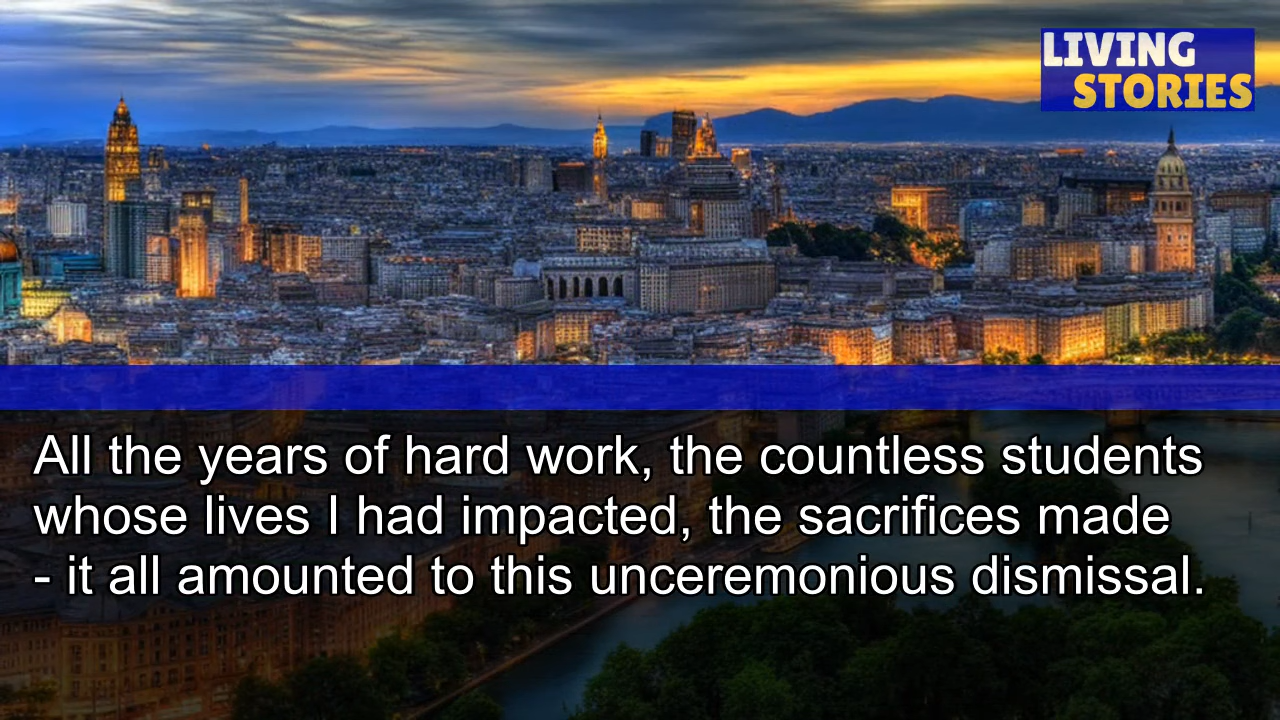 LIVING
STORIES
All the years of hard work, the countless students
whose lives I had impacted, the sacrifices made
- it all amounted to this unceremonious dismissal.